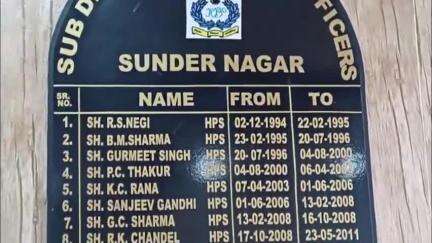 SUB D
OFFICERS
SUNDER NAGAR
SR. NO. NAME FROM TO
1. SH. R.S.NEGI HPS 02-12-1994 22-02-1995
2. SH. B.M.SHARMA HPS 23-02-1995 20-07-1996
3. SH. GURMEET SINGH HPS 20-07-1996 04-08-2000
4. SH. P.C. THAKUR HPS 04-08-2000 06-04-200
5. SH. K.C. RANA HPS 07-04-2003 01-06-2006
6. SH. SANJEEV GANDHI HPS 01-06-2006 13-02-2008
7 SH. G.C. SHARMA HPS 13-02-2008 16-10-2008
8 SH. R.K. CHANDEL HPS 17-10-2008 23-05-2011